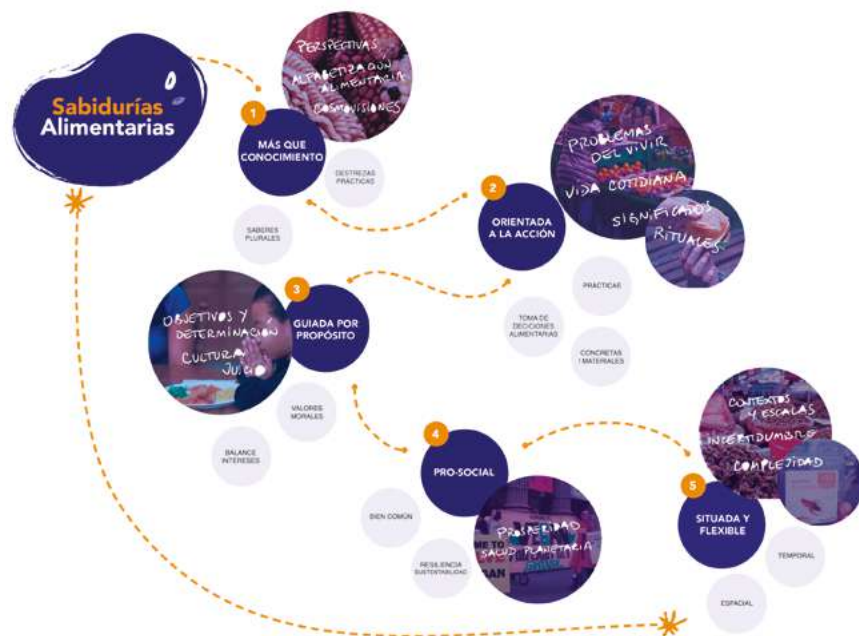 Sabidurías
Alimentarias
1
MÁS QUE
CONOCIMIENTO
PERSPECTIVAS
ALFABETIZACIÓN
ALIMENTARIA
COSMOVISIONES
DESTREZAS
PRÁCTICAS
SABERES
PLURALES
2
ORIENTADA
A LA ACCIÓN
PROBLEMAS
DEL VIVIR
VIDA COTIDIANA
SIGNIFICADOS
RITUALES
PRÁCTICAS
TOMA DE
DECICIONES
ALIMENTARIAS
CONCRETAS
I MATERIALES
3
GUIADA POR
PROPÓSITO
OBJETIVOS Y
DETERMINACIÓN
CULTURA
JUICIO
VALORES
MORALES
BALANCE
INTERESES
4
PRO-SOCIAL
BIEN COMÚN
RESILIENCIA
SUSTENTABILIDAD
PROSPERIDAD
SALUD PLANETARIA
5
SITUADA Y
FLEXIBLE
CONTEXTOS
Y ESCALAS
INCERTIDUMBRE
COMPLEJIDAD
TEMPORAL
ESPACIAL